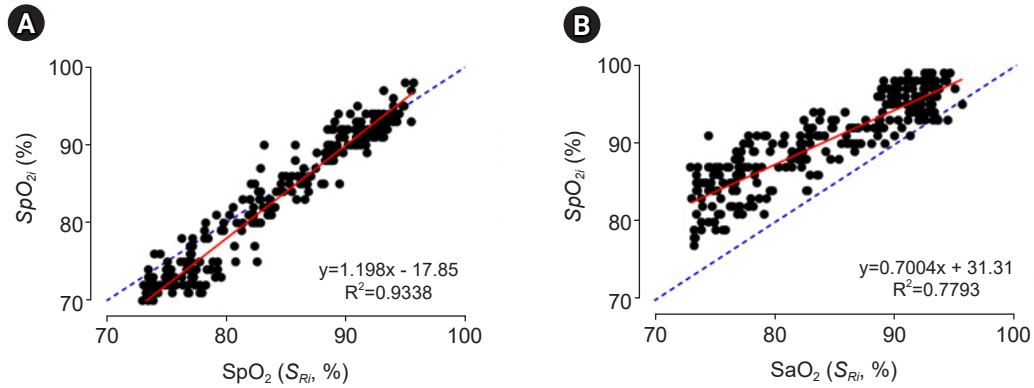 A
SpO2i (%)
100
90
80
70
y=1.198x - 17.85
R²=0.9338
70 80 90 100
SpO₂ (SRi, %)
B
SpO2i (%)
100
90
80
70
y=0.7004x + 31.31
R²=0.7793
70 80 90 100
SaO₂ (SRi, %)